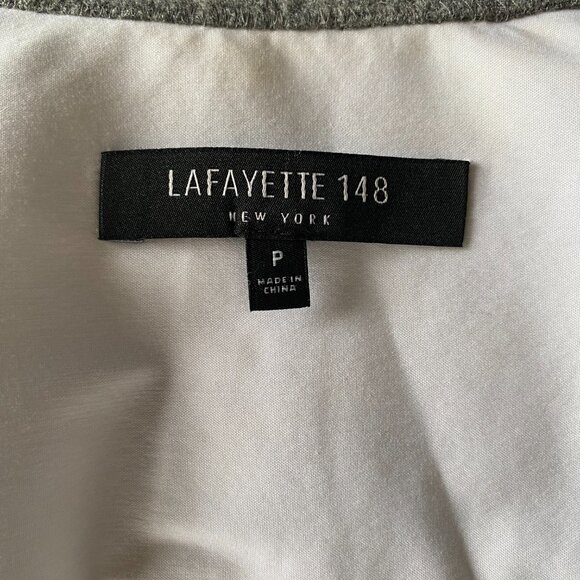 LAFAYETTE 148
NEW YORK
P
MADE IN
CHINA